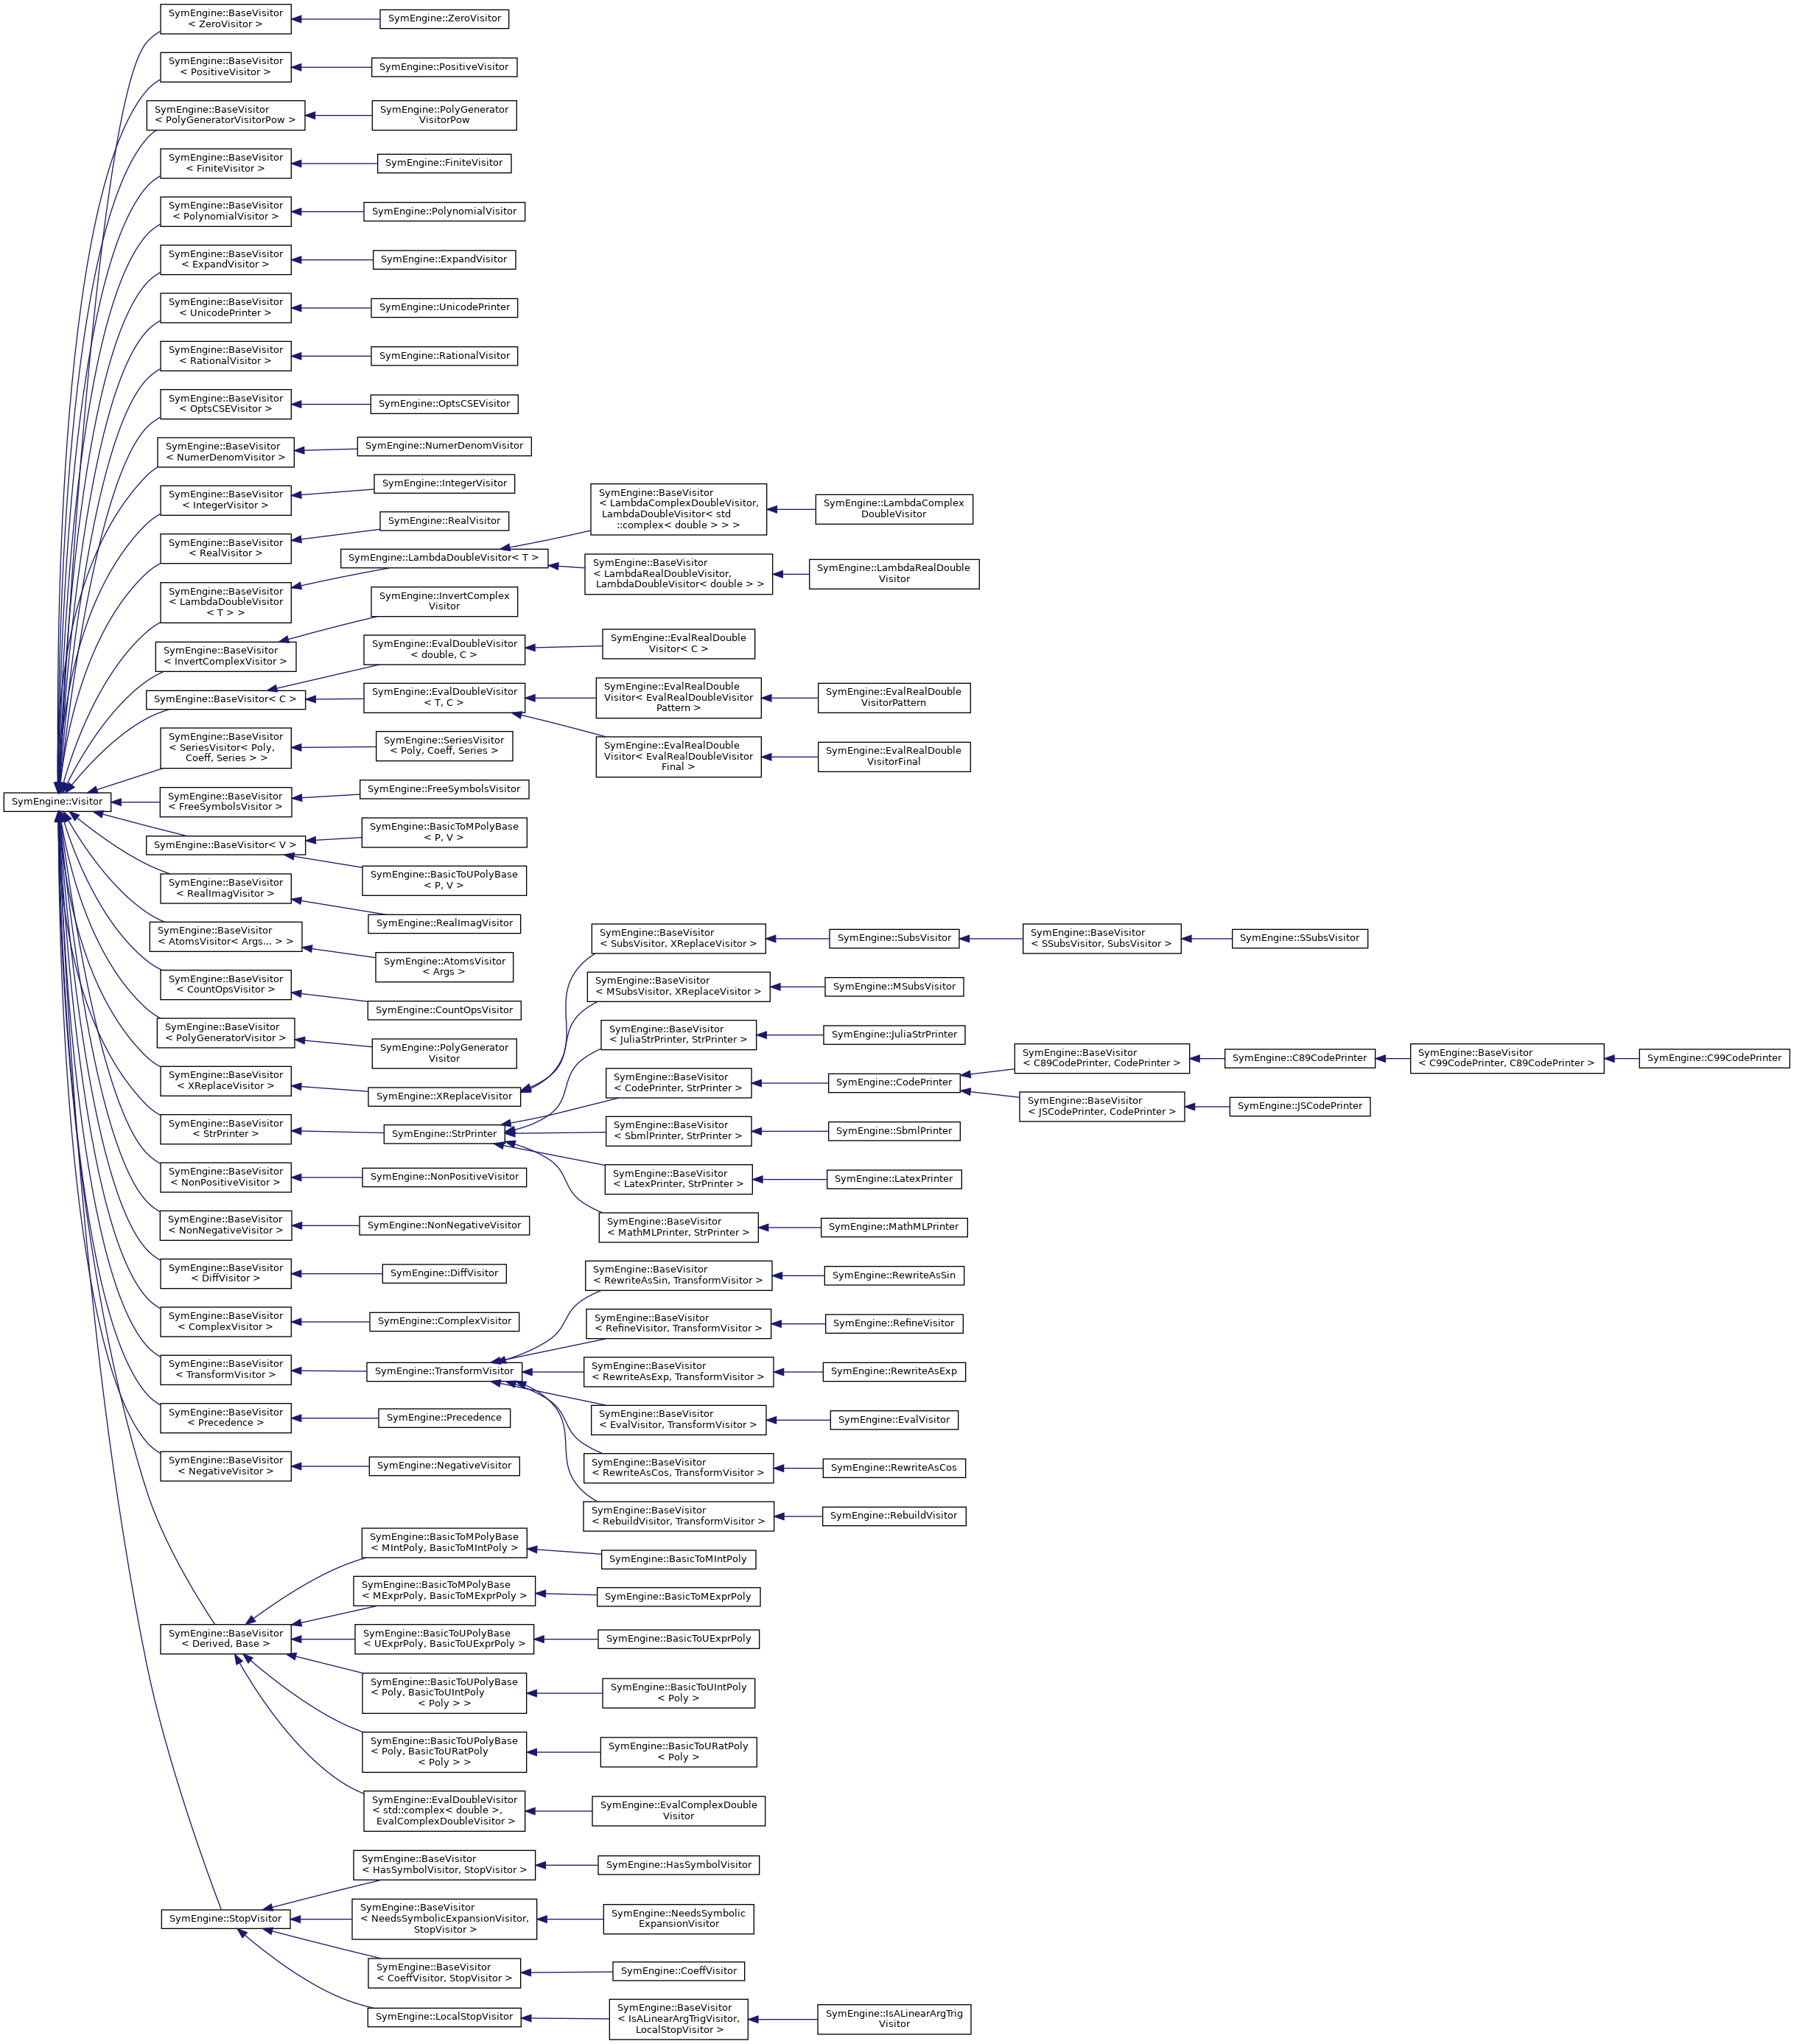 SymEngine::Visitor
SymEngine::BaseVisitor
< ZeroVisitor >
SymEngine::ZeroVisitor
SymEngine::BaseVisitor
< PositiveVisitor >
SymEngine::PositiveVisitor
SymEngine::BaseVisitor
< PolyGeneratorVisitorPow >
SymEngine::PolyGenerator
VisitorPow
SymEngine::BaseVisitor
< FiniteVisitor >
SymEngine::FiniteVisitor
SymEngine::BaseVisitor
< PolynomialVisitor >
SymEngine::PolynomialVisitor
SymEngine::BaseVisitor
< ExpandVisitor >
SymEngine::ExpandVisitor
SymEngine::BaseVisitor
< UnicodePrinter >
SymEngine::UnicodePrinter
SymEngine::BaseVisitor
< RationalVisitor >
SymEngine::RationalVisitor
SymEngine::BaseVisitor
< OptsCSEVisitor >
SymEngine::OptsCSEVisitor
SymEngine::BaseVisitor
< NumerDenomVisitor >
SymEngine::NumerDenomVisitor
SymEngine::BaseVisitor
< IntegerVisitor >
SymEngine::IntegerVisitor
SymEngine::BaseVisitor
< RealVisitor >
SymEngine::RealVisitor
SymEngine::BaseVisitor
< LambdaDoubleVisitor
< T > >
SymEngine::LambdaDoubleVisitor< T >
SymEngine::BaseVisitor
< LambdaComplexDoubleVisitor,
LambdaDoubleVisitor< std
::complex< double > > >
SymEngine::LambdaComplex
DoubleVisitor
SymEngine::BaseVisitor
< LambdaRealDoubleVisitor,
LambdaDoubleVisitor< double > >
SymEngine::LambdaRealDouble
Visitor
SymEngine::BaseVisitor
< InvertComplexVisitor >
SymEngine::InvertComplex
Visitor
SymEngine::BaseVisitor< C >
SymEngine::EvalDoubleVisitor
< double, C >
SymEngine::EvalRealDouble
Visitor< C >
SymEngine::EvalDoubleVisitor
< T, C >
SymEngine::EvalRealDouble
Visitor< EvalRealDoubleVisitor
Pattern >
SymEngine::EvalRealDouble
VisitorPattern
SymEngine::EvalRealDouble
Visitor< EvalRealDoubleVisitor
Final >
SymEngine::EvalRealDouble
VisitorFinal
SymEngine::BaseVisitor
< SeriesVisitor< Poly,
Coeff, Series > >
SymEngine::SeriesVisitor
< Poly, Coeff, Series >
SymEngine::BaseVisitor
< FreeSymbolsVisitor >
SymEngine::FreeSymbolsVisitor
SymEngine::BaseVisitor< V >
SymEngine::BasicToMPolyBase
< P, V >
SymEngine::BasicToUPolyBase
< P, V >
SymEngine::BaseVisitor
< RealImagVisitor >
SymEngine::RealImagVisitor
SymEngine::BaseVisitor
< AtomsVisitor< Args... > >
SymEngine::AtomsVisitor
< Args >
SymEngine::BaseVisitor
< CountOpsVisitor >
SymEngine::CountOpsVisitor
SymEngine::BaseVisitor
< PolyGeneratorVisitor >
SymEngine::PolyGenerator
Visitor
SymEngine::BaseVisitor
< XReplaceVisitor >
SymEngine::XReplaceVisitor
SymEngine::BaseVisitor
< SubsVisitor, XReplaceVisitor >
SymEngine::SubsVisitor
SymEngine::BaseVisitor
< SSubsVisitor, SubsVisitor >
SymEngine::SSubsVisitor
SymEngine::BaseVisitor
< MSubsVisitor, XReplaceVisitor >
SymEngine::MSubsVisitor
SymEngine::BaseVisitor
< StrPrinter >
SymEngine::StrPrinter
SymEngine::BaseVisitor
< JuliaStrPrinter, StrPrinter >
SymEngine::JuliaStrPrinter
SymEngine::BaseVisitor
< CodePrinter, StrPrinter >
SymEngine::CodePrinter
SymEngine::BaseVisitor
< C89CodePrinter, CodePrinter >
SymEngine::C89CodePrinter
SymEngine::BaseVisitor
< C99CodePrinter, C89CodePrinter >
SymEngine::C99CodePrinter
SymEngine::BaseVisitor
< JSCodePrinter, CodePrinter >
SymEngine::JSCodePrinter
SymEngine::BaseVisitor
< SbmlPrinter, StrPrinter >
SymEngine::SbmlPrinter
SymEngine::BaseVisitor
< LatexPrinter, StrPrinter >
SymEngine::LatexPrinter
SymEngine::BaseVisitor
< MathMLPrinter, StrPrinter >
SymEngine::MathMLPrinter
SymEngine::BaseVisitor
< NonPositiveVisitor >
SymEngine::NonPositiveVisitor
SymEngine::BaseVisitor
< NonNegativeVisitor >
SymEngine::NonNegativeVisitor
SymEngine::BaseVisitor
< DiffVisitor >
SymEngine::DiffVisitor
SymEngine::BaseVisitor
< ComplexVisitor >
SymEngine::ComplexVisitor
SymEngine::BaseVisitor
< TransformVisitor >
SymEngine::TransformVisitor
SymEngine::BaseVisitor
< RewriteAsSin, TransformVisitor >
SymEngine::RewriteAsSin
SymEngine::BaseVisitor
< RefineVisitor, TransformVisitor >
SymEngine::RefineVisitor
SymEngine::BaseVisitor
< RewriteAsExp, TransformVisitor >
SymEngine::RewriteAsExp
SymEngine::BaseVisitor
< EvalVisitor, TransformVisitor >
SymEngine::EvalVisitor
SymEngine::BaseVisitor
< RewriteAsCos, TransformVisitor >
SymEngine::RewriteAsCos
SymEngine::BaseVisitor
< RebuildVisitor, TransformVisitor >
SymEngine::RebuildVisitor
SymEngine::BaseVisitor
< Precedence >
SymEngine::Precedence
SymEngine::BaseVisitor
< NegativeVisitor >
SymEngine::NegativeVisitor
SymEngine::BaseVisitor
< Derived, Base >
SymEngine::BasicToMPolyBase
< MIntPoly, BasicToMIntPoly >
SymEngine::BasicToMIntPoly
SymEngine::BasicToMPolyBase
< MExprPoly, BasicToMExprPoly >
SymEngine::BasicToMExprPoly
SymEngine::BasicToUPolyBase
< UExprPoly, BasicToUExprPoly >
SymEngine::BasicToUExprPoly
SymEngine::BasicToUPolyBase
< Poly, BasicToUIntPoly
< Poly > >
SymEngine::BasicToUIntPoly
< Poly >
SymEngine::BasicToUPolyBase
< Poly, BasicToURatPoly
< Poly > >
SymEngine::BasicToURatPoly
< Poly >
SymEngine::EvalDoubleVisitor
< std::complex< double >,
EvalComplexDoubleVisitor >
SymEngine::EvalComplexDouble
Visitor
SymEngine::StopVisitor
SymEngine::BaseVisitor
< HasSymbolVisitor, StopVisitor >
SymEngine::HasSymbolVisitor
SymEngine::BaseVisitor
< NeedsSymbolicExpansionVisitor,
StopVisitor >
SymEngine::NeedsSymbolic
ExpansionVisitor
SymEngine::BaseVisitor
< CoeffVisitor, StopVisitor >
SymEngine::CoeffVisitor
SymEngine::LocalStopVisitor
SymEngine::BaseVisitor
< IsALinearArgTrigVisitor,
LocalStopVisitor >
SymEngine::IsALinearArgTrig
Visitor